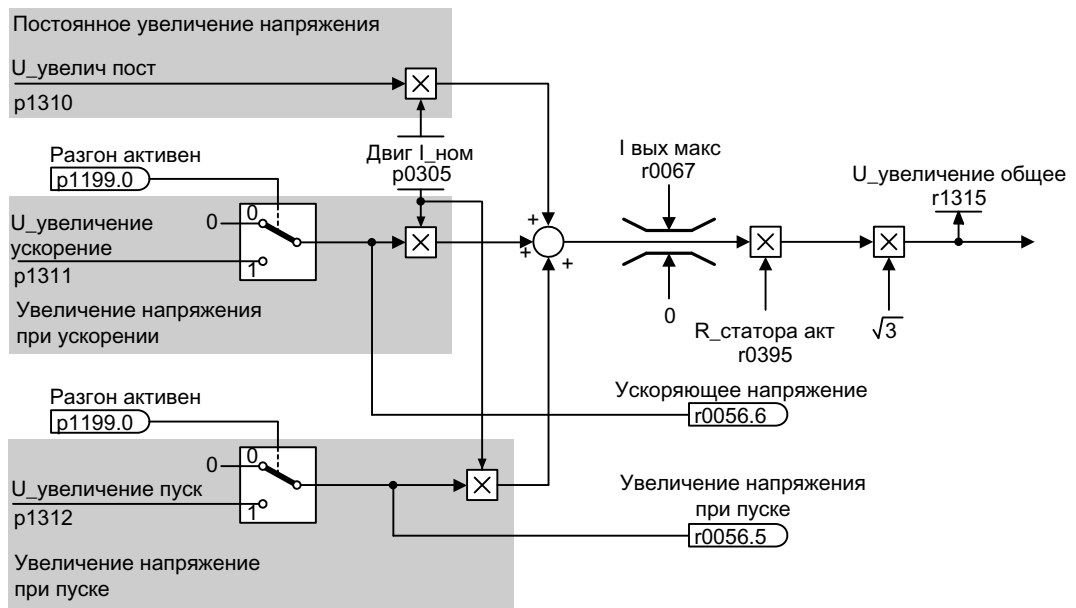 Постоянное увеличение напряжения
U_увелич пост
p1310
Разгон активен
p1199.0
Двиг I_ном
p0305
I вых макс
r0067
U_увеличение общее
r1315
U_увеличение
ускорение
p1311
0
0
1
+
+
+
0
R_статора акт
r0395
√3
Увеличение напряжения
при ускорении
Разгон активен
p1199.0
Ускоряющее напряжение
r0056.6
0
0
1
U_увеличение пуск
p1312
Увеличение напряжения
при пуске
r0056.5
Увеличение напряжение
при пуске